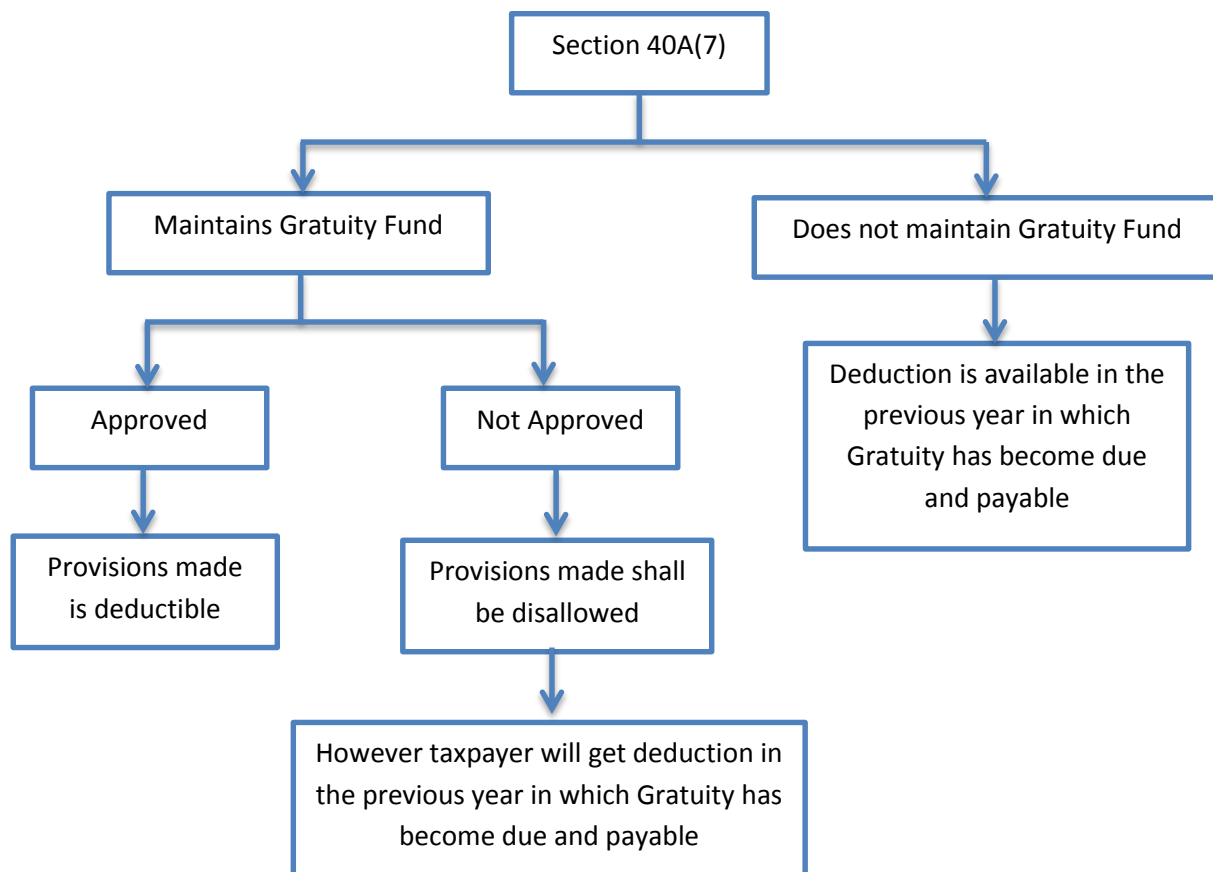 Section 40A(7)
Maintains Gratuity Fund
Does not maintain Gratuity Fund
Approved
Not Approved
Deduction is available in the
previous year in which
Gratuity has become due
and payable
Provisions made
is deductible
Provisions made shall
be disallowed
However taxpayer will get deduction in
the previous year in which Gratuity has
become due and payable